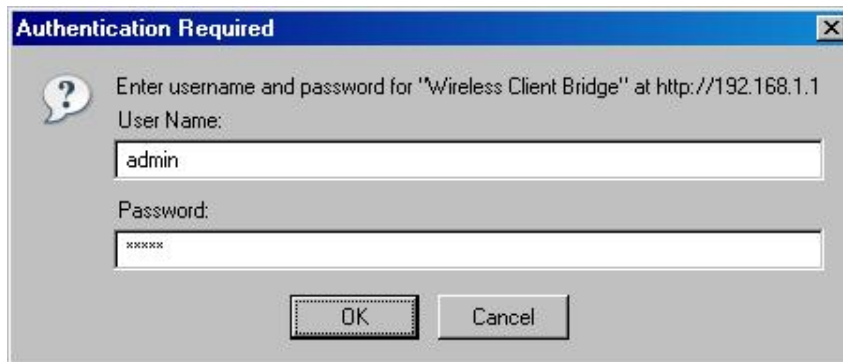 Authentication Required
Enter username and password for "Wireless Client Bridge" at http://192.168.1.1
User Name:
admin
Password:
*****
OK
Cancel